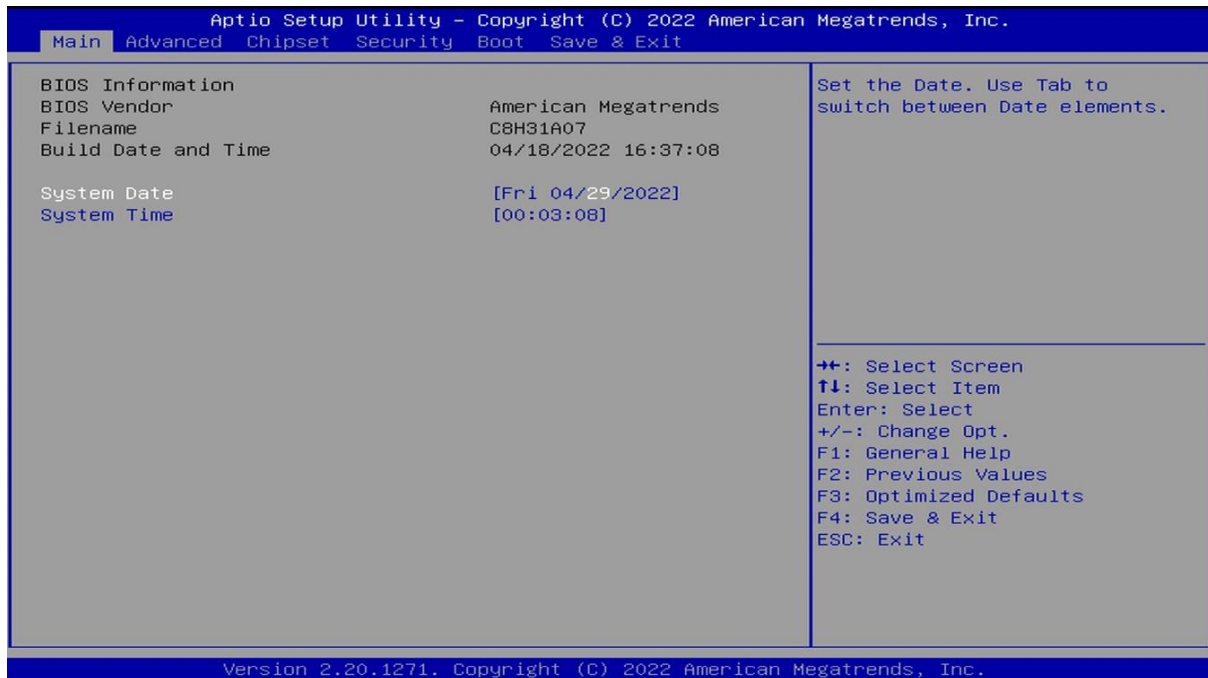 Aptio Setup Utility – Copyright (C) 2022 American Megatrends, Inc.
Main Advanced Chipset Security Boot Save & Exit
BIOS Information
BIOS Vendor American Megatrends
Filename C8H31A07
Build Date and Time 04/18/2022 16:37:08
System Date [Fri 04/29/2022]
System Time [00:03:08]
Set the Date. Use Tab to
switch between Date elements.
→←: Select Screen
↑↓: Select Item
Enter: Select
+/-: Change Opt.
F1: General Help
F2: Previous Values
F3: Optimized Defaults
F4: Save & Exit
ESC: Exit
Version 2.20.1271. Copyright (C) 2022 American Megatrends, Inc.